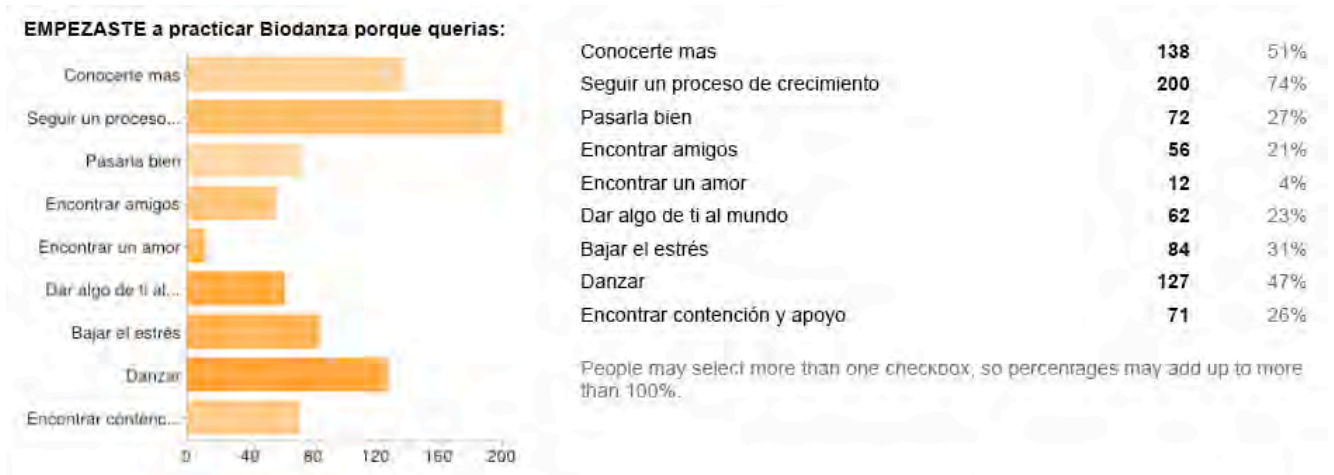 EMPEZASTE a practicar Biodanza porque querias:
Conocerte mas
Seguir un proceso...
Pasarla bien
Encontrar amigos
Encontrar un amor
Dar algo de ti al...
Bajar el estrés
Danzar
Encontrar contenc...
0 40 80 120 160 200
Conocerte mas 138 51%
Seguir un proceso de crecimiento 200 74%
Pasarla bien 72 27%
Encontrar amigos 56 21%
Encontrar un amor 12 4%
Dar algo de ti al mundo 62 23%
Bajar el estrés 84 31%
Danzar 127 47%
Encontrar contención y apoyo 71 26%
People may select more than one checkbox, so percentages may add up to more
than 100%.